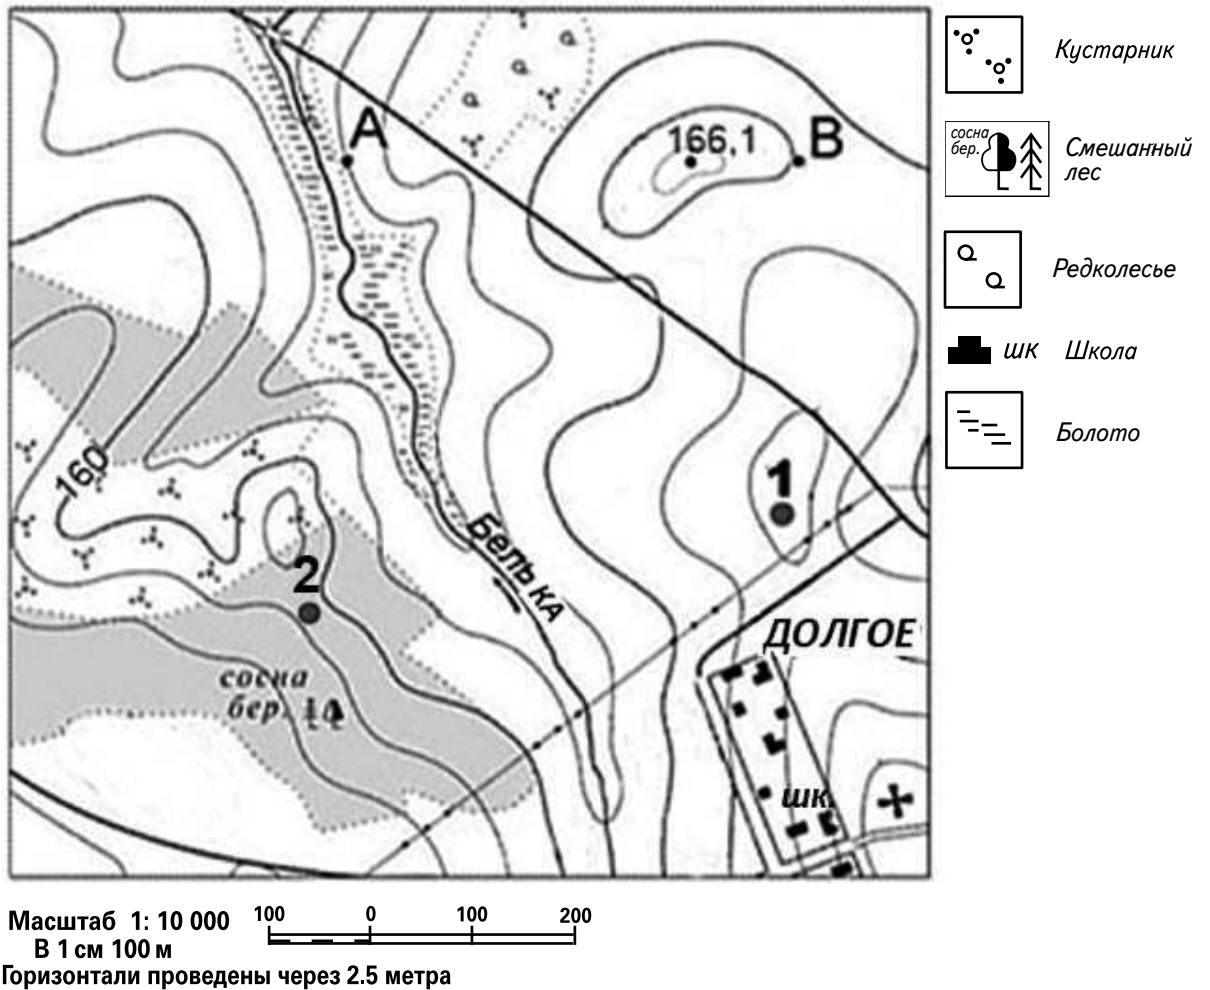 А
166,1
В
160
1
2
Белька
ДОЛГОЕ
сосна
бер.
шк.
Кустарник
сосна
бер.
Смешанный
лес
Редколесье
шк Школа
Болото
Масштаб 1: 10 000
В 1 см 100 м
100 0 100 200
Горизонтали проведены через 2.5 метра